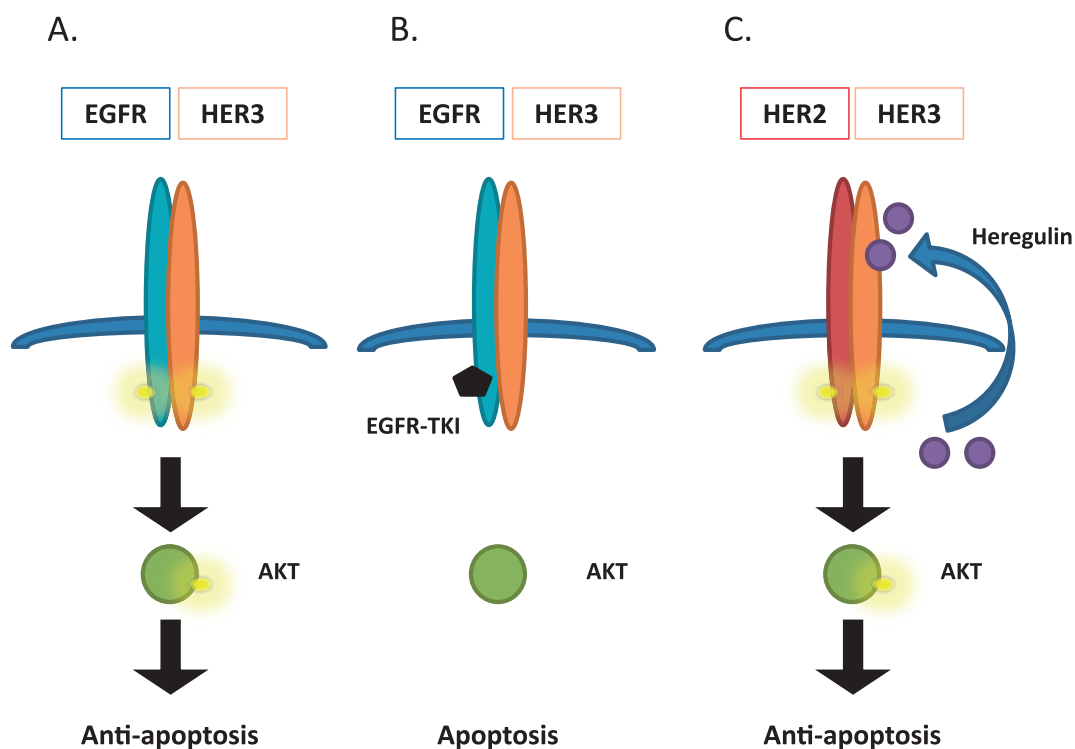 A.
B.
C.
EGFR HER3
EGFR HER3
HER2 HER3
Heregulin
EGFR-TKI
AKT
AKT
AKT
Anti-apoptosis
Apoptosis
Anti-apoptosis